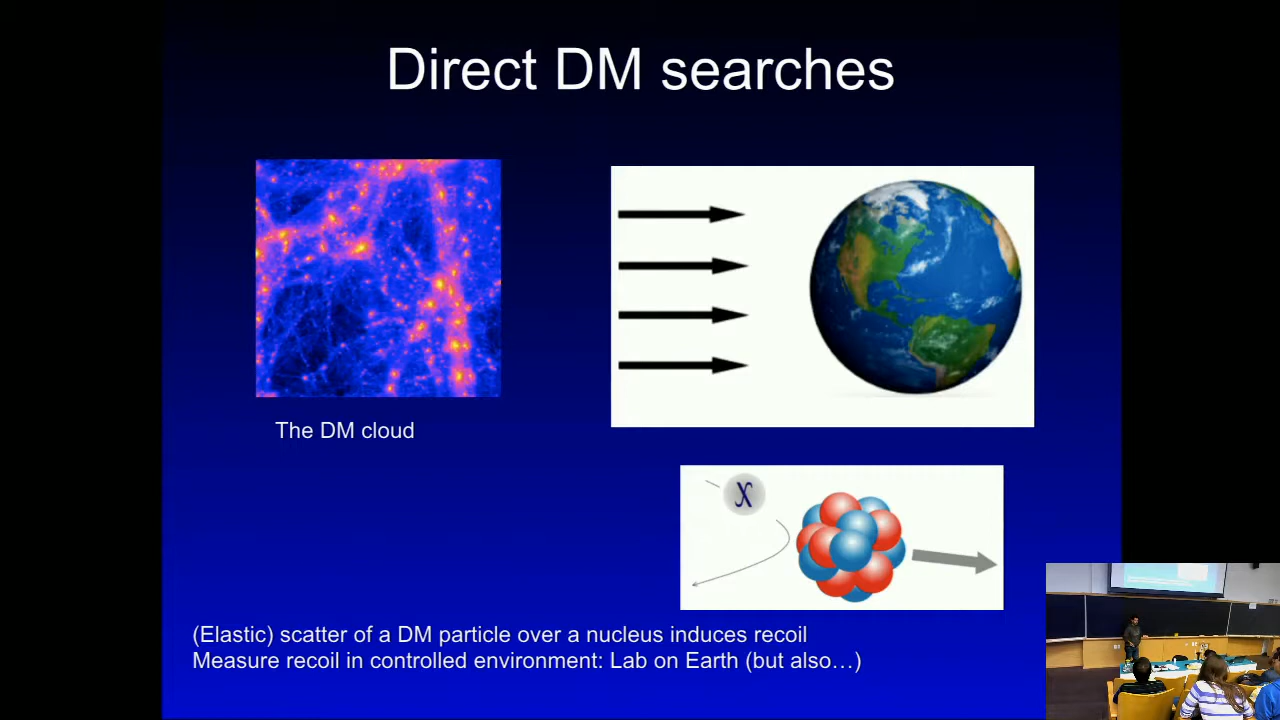 Direct DM searches
The DM cloud
χ
(Elastic) scatter of a DM particle over a nucleus induces recoil
Measure recoil in controlled environment: Lab on Earth (but also…)